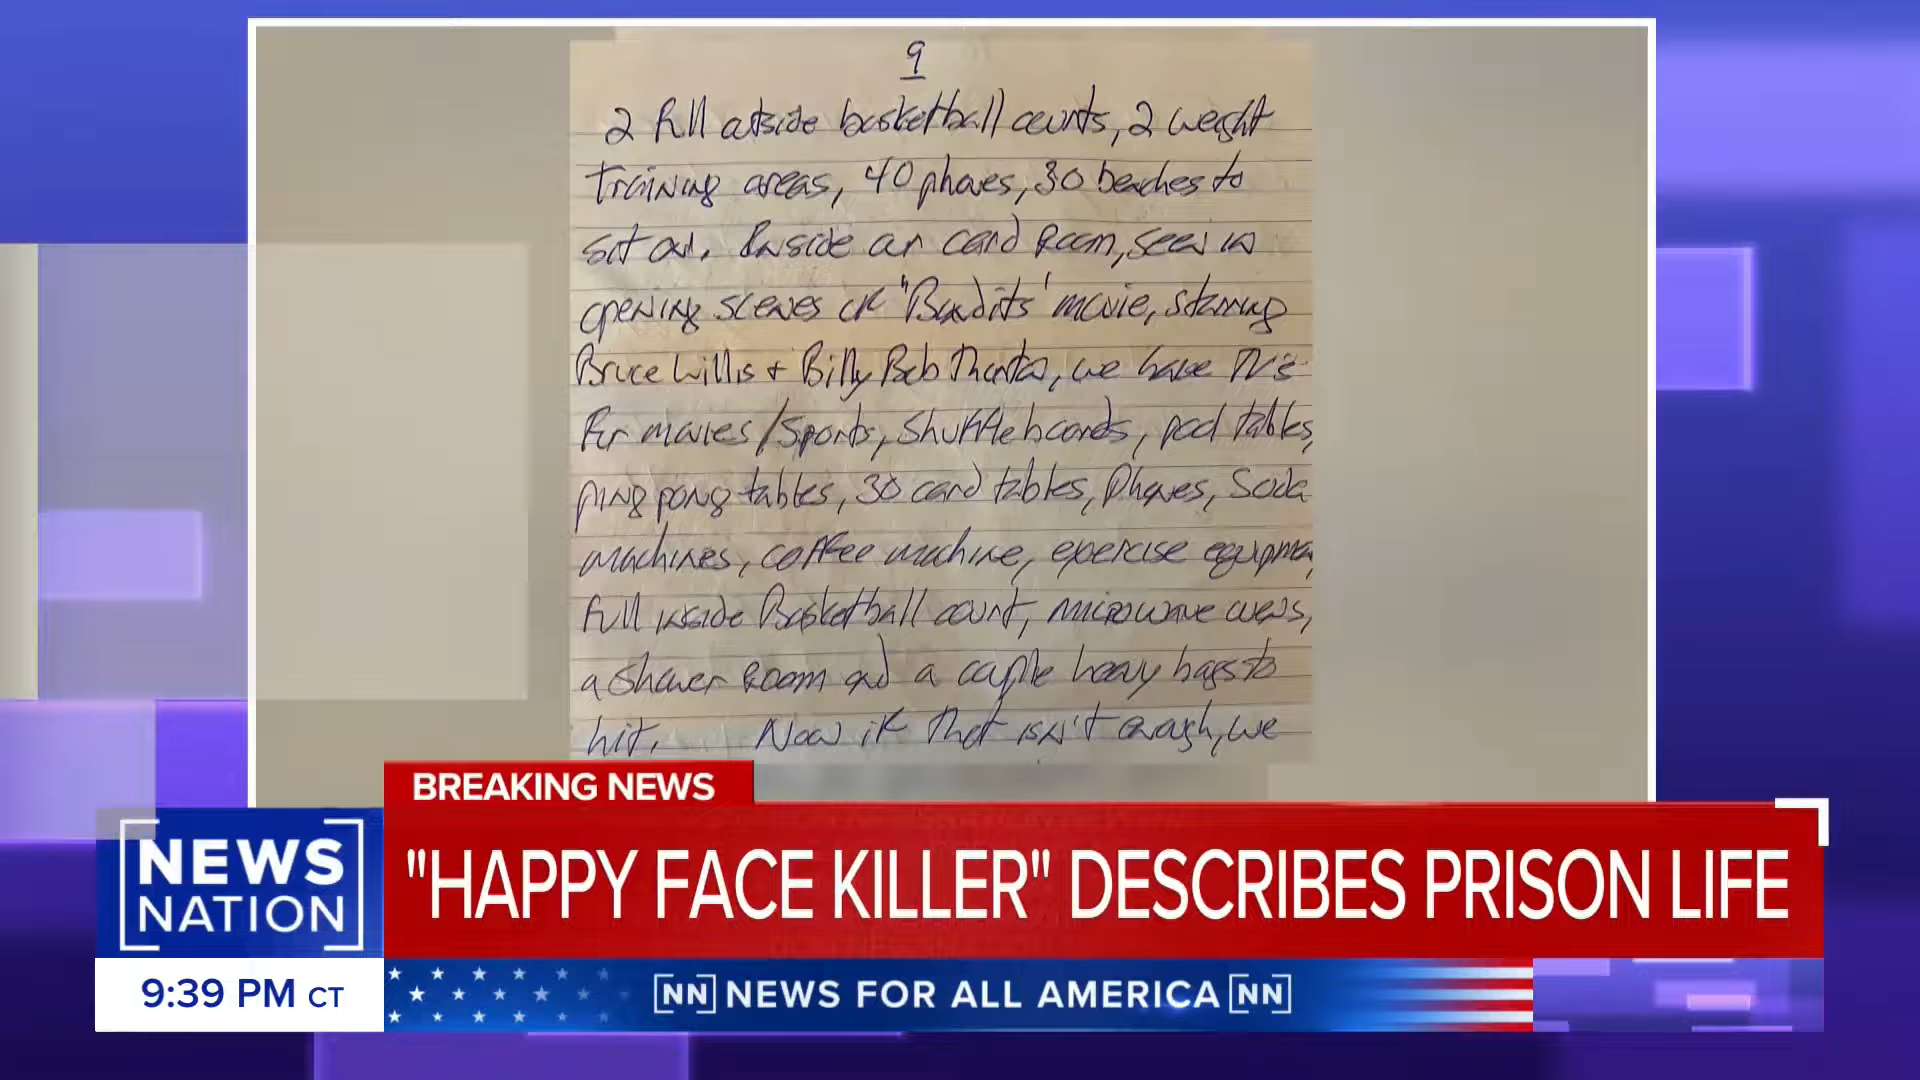 9
2 full outside basketball courts, 2 weight
training areas, 40 phones, 30 benches to
sit on. Inside our card Room, seen in
opening scenes of "Bandits' movie, starring
Bruce Willis + Billy Bob Thornton, we have TV's
for movies/Sports, Shuffleboards, pool tables,
ping pong tables, 30 card tables, Phones, Soda
machines, coffee machine, exercise equipmen
full inside Basketball court, microwave ovens,
a shower Room and a couple heavy bags to
hit. Now if that isn't enough, we
BREAKING NEWS
"HAPPY FACE KILLER" DESCRIBES PRISON LIFE
NEWS
NATION
9:39 PM CT
NN NEWS FOR ALL AMERICA NN